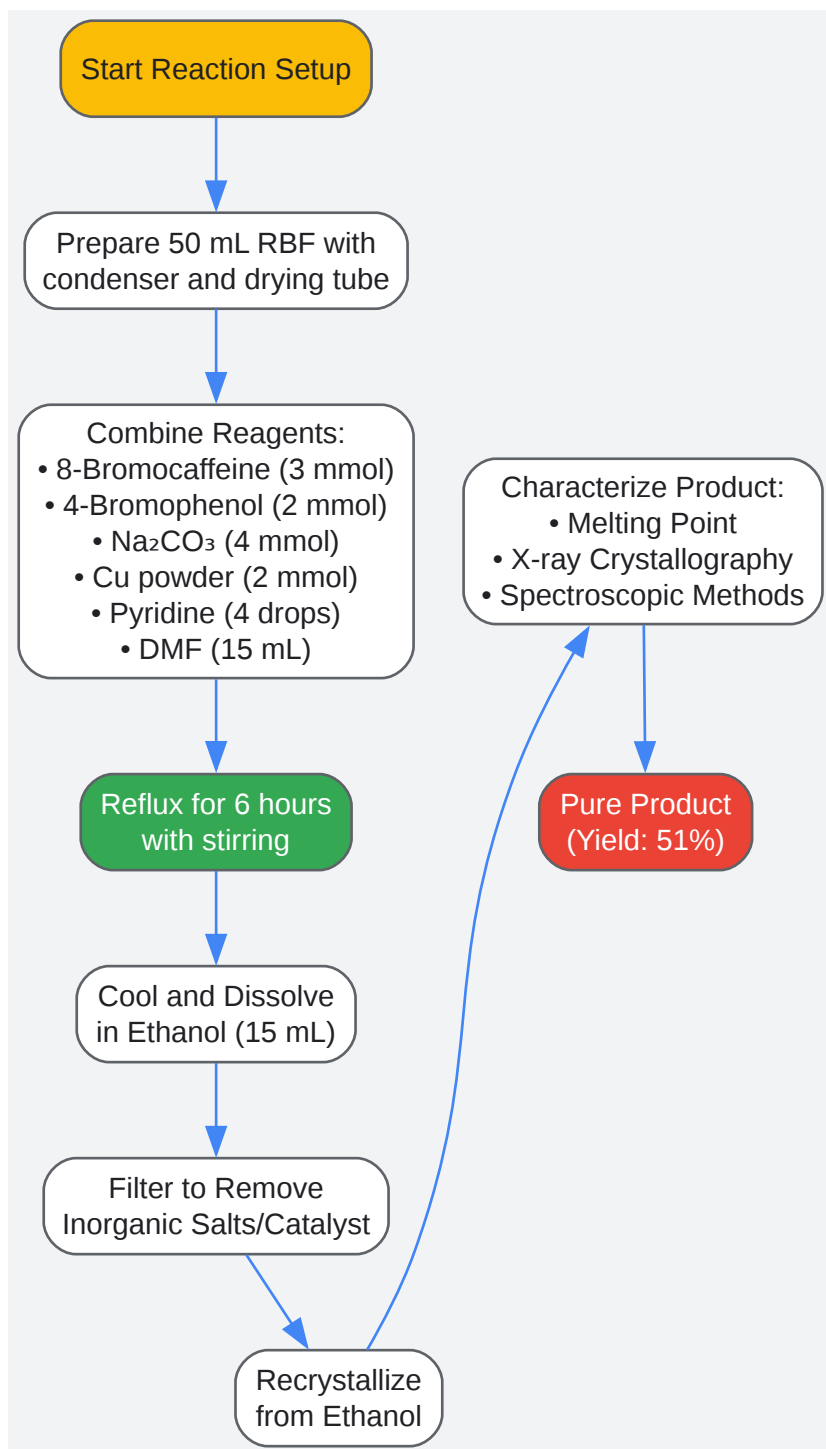 Start Reaction Setup
Prepare 50 mL RBF with
condenser and drying tube
Combine Reagents:
• 8-Bromocaffeine (3 mmol)
• 4-Bromophenol (2 mmol)
• Na₂CO₃ (4 mmol)
• Cu powder (2 mmol)
• Pyridine (4 drops)
• DMF (15 mL)
Reflux for 6 hours
with stirring
Cool and Dissolve
in Ethanol (15 mL)
Filter to Remove
Inorganic Salts/Catalyst
Recrystallize
from Ethanol
Characterize Product:
• Melting Point
• X-ray Crystallography
• Spectroscopic Methods
Pure Product
(Yield: 51%)